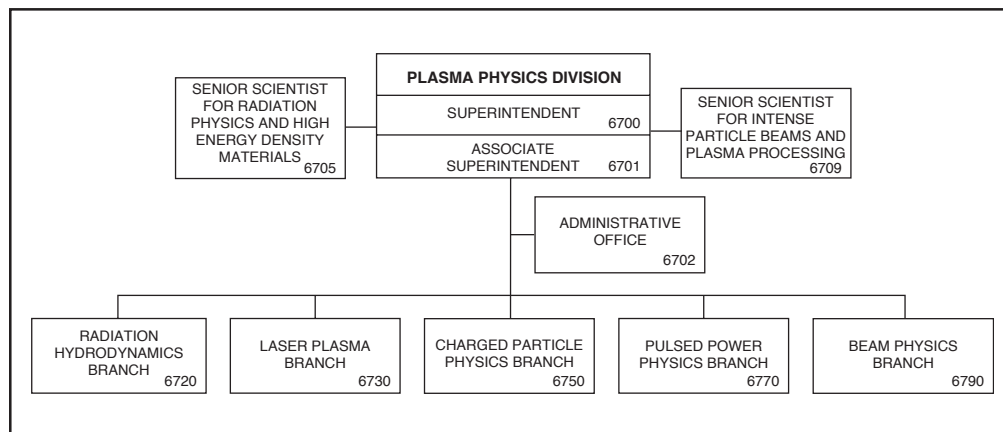 PLASMA PHYSICS DIVISION
SUPERINTENDENT
6700
ASSOCIATE
SUPERINTENDENT
6701
SENIOR SCIENTIST
FOR RADIATION
PHYSICS AND HIGH
ENERGY DENSITY
MATERIALS
6705
SENIOR SCIENTIST
FOR INTENSE
PARTICLE BEAMS AND
PLASMA PROCESSING
6709
ADMINISTRATIVE
OFFICE
6702
RADIATION
HYDRODYNAMICS
BRANCH
6720
LASER PLASMA
BRANCH
6730
CHARGED PARTICLE
PHYSICS BRANCH
6750
PULSED POWER
PHYSICS BRANCH
6770
BEAM PHYSICS
BRANCH
6790